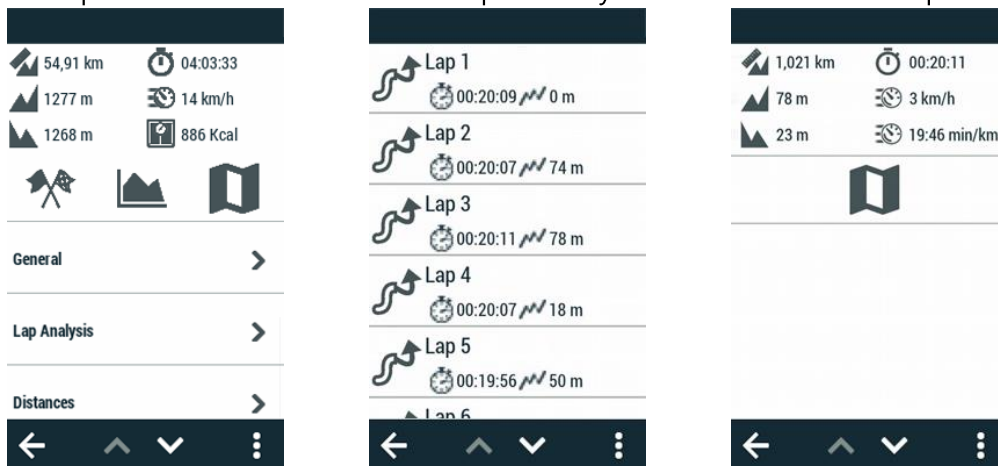 54,91 km 04:03:33
1277 m 14 km/h
1268 m 886 Kcal
General
Lap Analysis
Distances
Lap 1
00:20:09 0 m
Lap 2
00:20:07 74 m
Lap 3
00:20:11 78 m
Lap 4
00:20:07 18 m
Lap 5
00:19:56 50 m
Lap 6
1,021 km 00:20:11
78 m 3 km/h
23 m 19:46 min/km